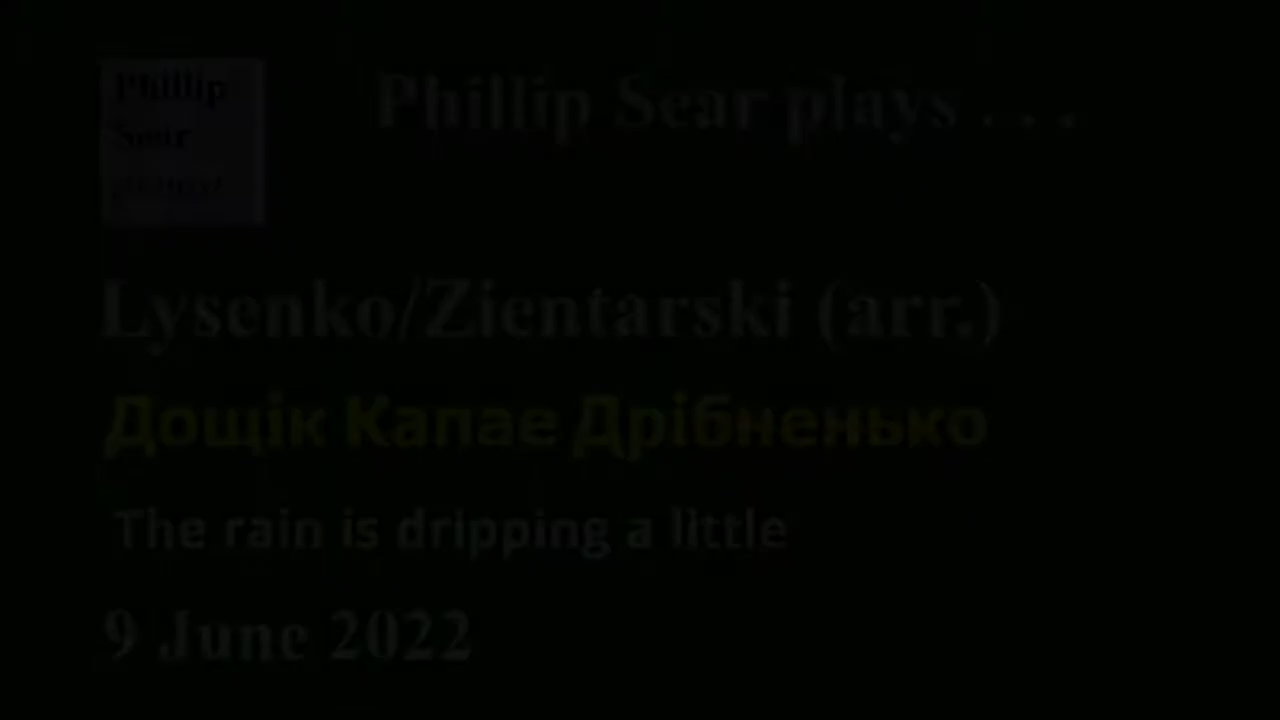 Phillip
Sear
pianist
Phillip Sear plays . . .
Lysenko/Zientarski (arr.)
Дощік Капае Дрібненько
The rain is dripping a little
9 June 2022